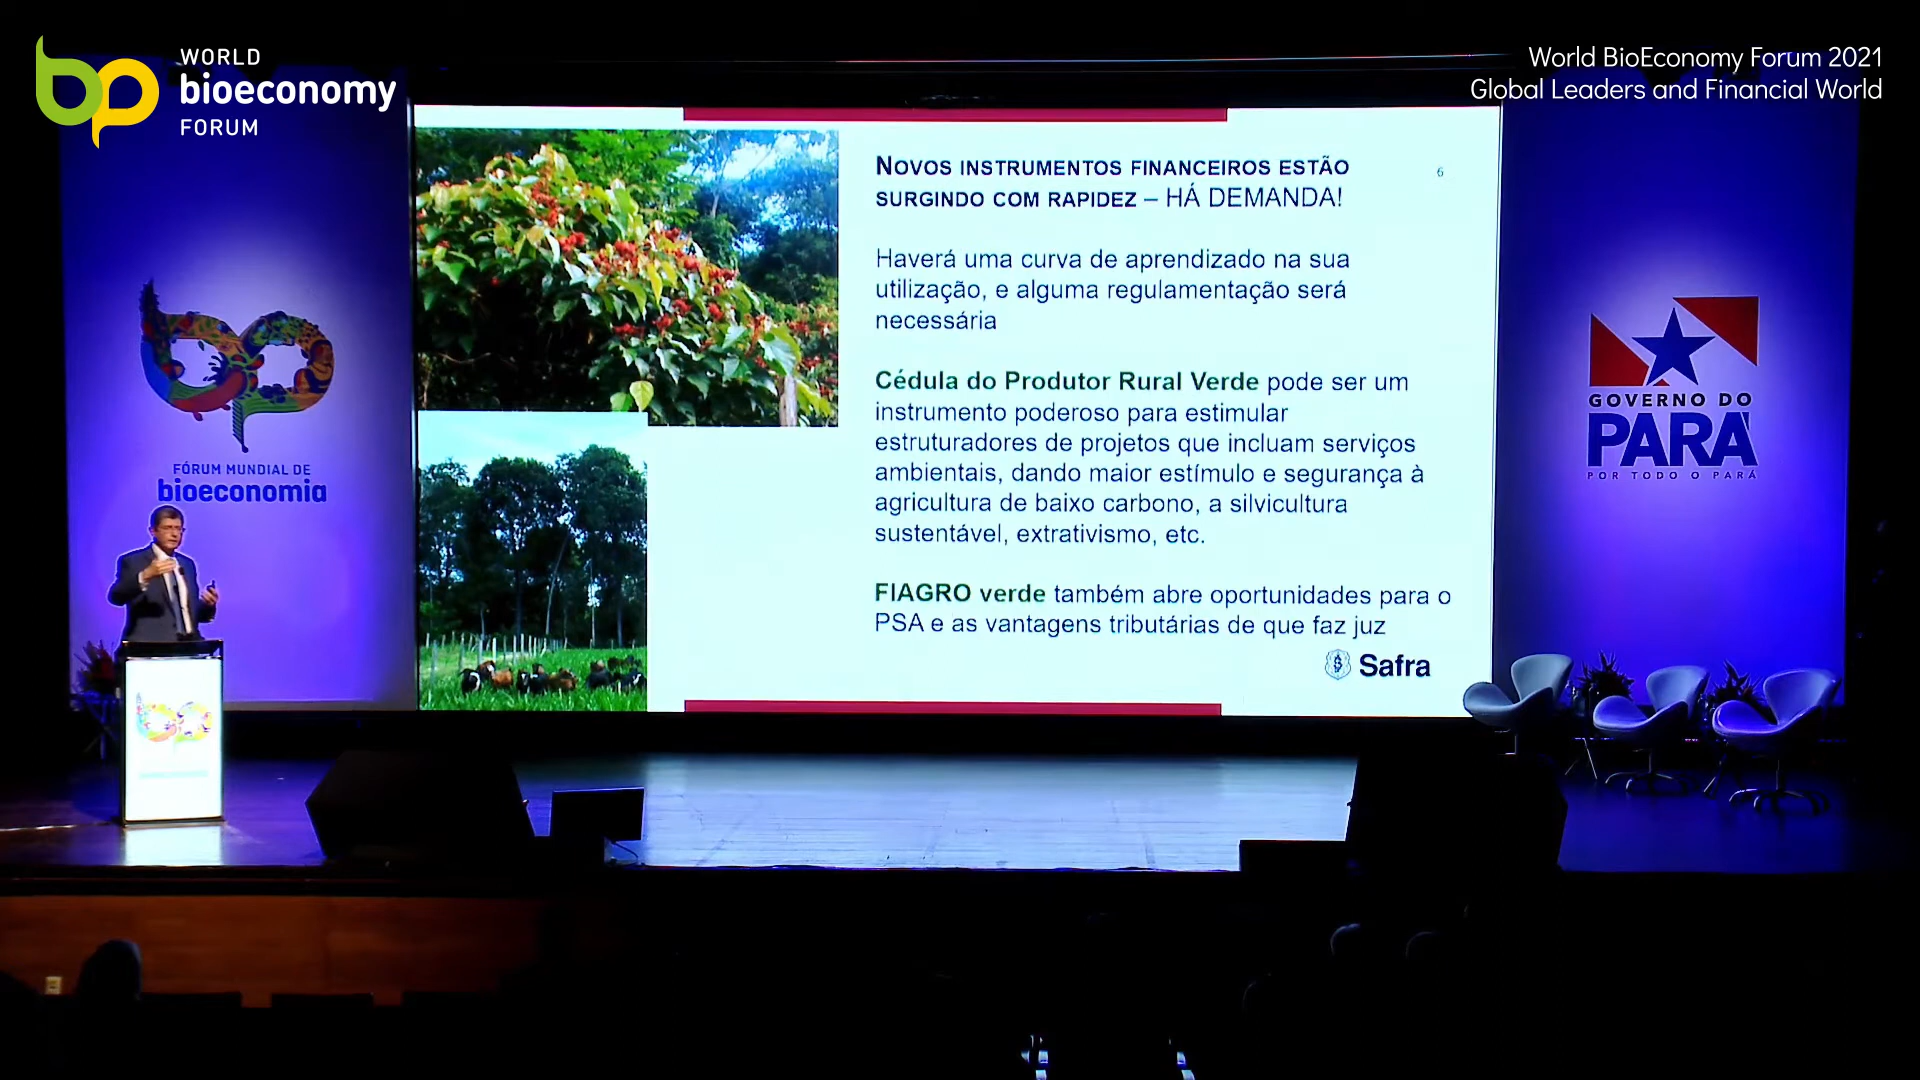 WORLD
bioeconomy
FORUM
World BioEconomy Forum 2021
Global Leaders and Financial World
NOVOS INSTRUMENTOS FINANCEIROS ESTÃO
SURGINDO COM RAPIDEZ – HÁ DEMANDA!
6
Haverá uma curva de aprendizado na sua
utilização, e alguma regulamentação será
necessária
Cédula do Produtor Rural Verde pode ser um
instrumento poderoso para estimular
estruturadores de projetos que incluam serviços
ambientais, dando maior estímulo e segurança à
agricultura de baixo carbono, a silvicultura
sustentável, extrativismo, etc.
FIAGRO verde também abre oportunidades para o
PSA e as vantagens tributárias de que faz juz
Safra
FÓRUM MUNDIAL DE
bioeconomia
GOVERNO DO
PARÁ
POR TODO O PARÁ